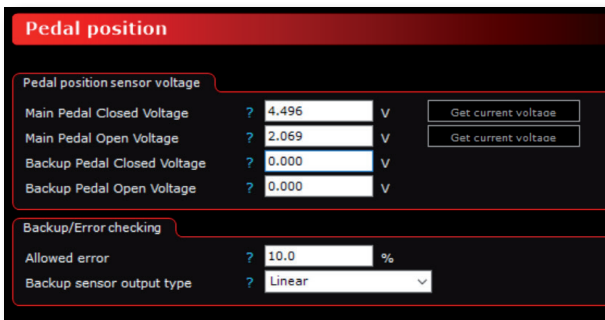 Pedal position
Pedal position sensor voltage
Main Pedal Closed Voltage ? 4.496 V Get current voltage
Main Pedal Open Voltage ? 2.069 V Get current voltage
Backup Pedal Closed Voltage ? 0.000 V
Backup Pedal Open Voltage ? 0.000 V
Backup/Error checking
Allowed error ? 10.0 %
Backup sensor output type ? Linear